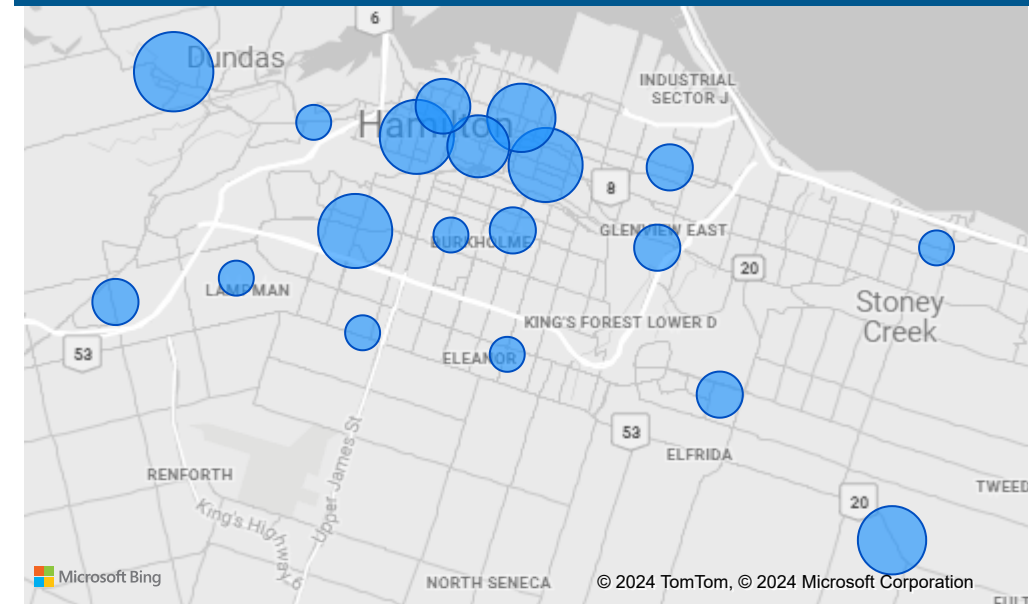 6
Dundas
INDUSTRIAL
SECTOR J
Hamilton
8
BURKHOLME
GLENVIEW EAST
20
LAMPMAN
Stoney
Creek
KING'S FOREST LOWER D
53
ELEANOR
53
ELFRIDA
RENFORTH
Upper James St
20
TWEED
King's Highway 6
Microsoft Bing
NORTH SENECA
© 2024 TomTom, © 2024 Microsoft Corporation
FULT